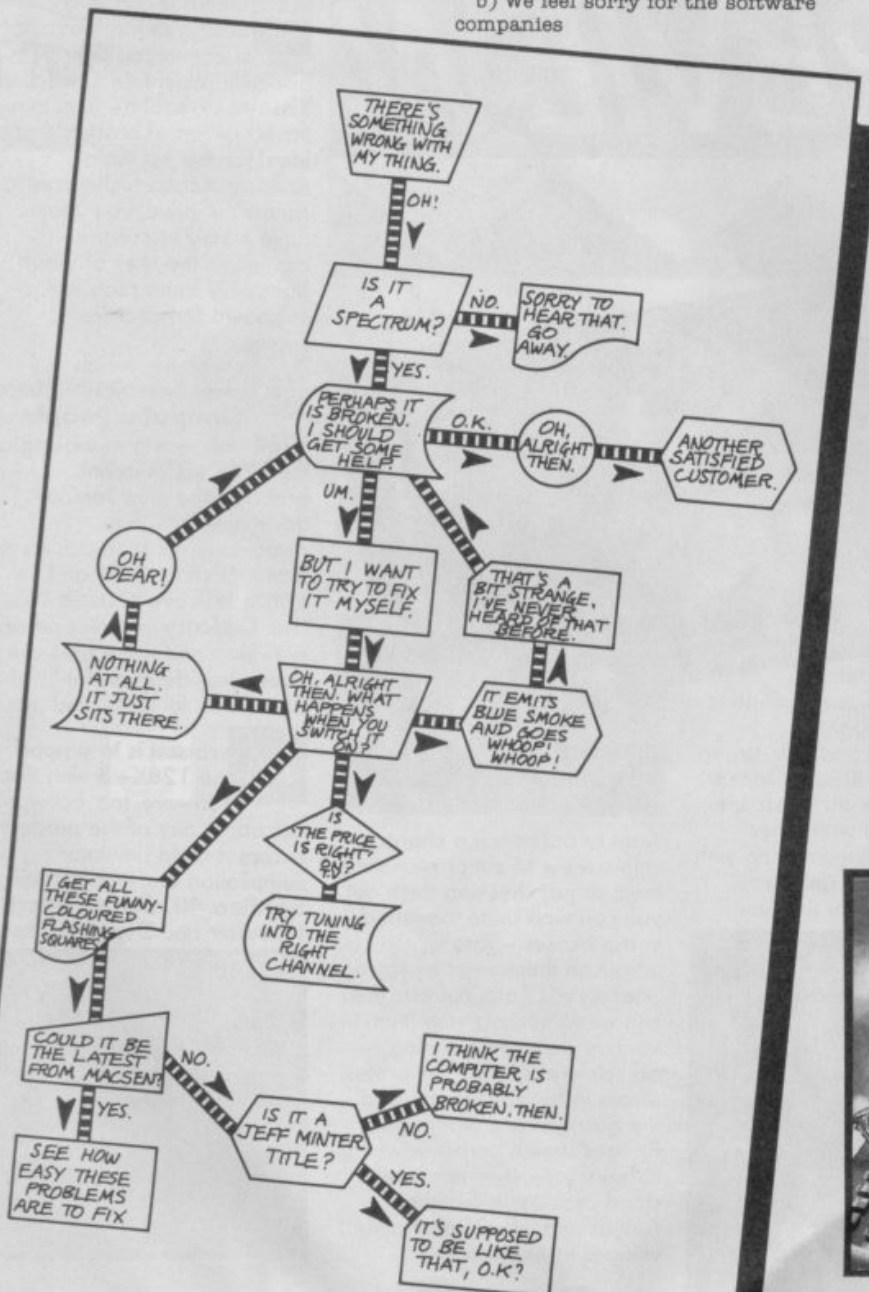 b) We feel sorry for the software
companies
THERE'S
SOMETHING
WRONG WITH
MY THING.
OH!
IS IT
A
SPECTRUM?
NO.
SORRY TO
HEAR THAT.
GO
AWAY.
YES.
PERHAPS IT
IS BROKEN.
I SHOULD
GET SOME
HELP.
O.K.
OH,
ALRIGHT
THEN.
ANOTHER
SATISFIED
CUSTOMER.
UM.
OH
DEAR!
BUT I WANT
TO TRY TO FIX
IT MYSELF.
THAT'S A
BIT STRANGE.
I'VE NEVER
HEARD OF THAT
BEFORE.
NOTHING
AT ALL.
IT JUST
SITS THERE.
OH, ALRIGHT
THEN. WHAT
HAPPENS
WHEN YOU
SWITCH IT
ON?
IT EMITS
BLUE SMOKE
AND GOES
WHOOP!
WHOOP!
IS
'THE PRICE
IS RIGHT'
ON?
T.V.
I GET ALL
THESE FUNNY-
COLOURED
FLASHING
SQUARES
TRY TUNING
INTO THE
RIGHT
CHANNEL.
COULD IT BE
THE LATEST
FROM MACSEN?
NO.
I THINK THE
COMPUTER IS
PROBABLY
BROKEN, THEN.
YES.
IS IT A
JEFF MINTER
TITLE?
NO.
SEE HOW
EASY THESE
PROBLEMS
ARE TO FIX
YES.
IT'S SUPPOSED
TO BE LIKE
THAT, O.K?